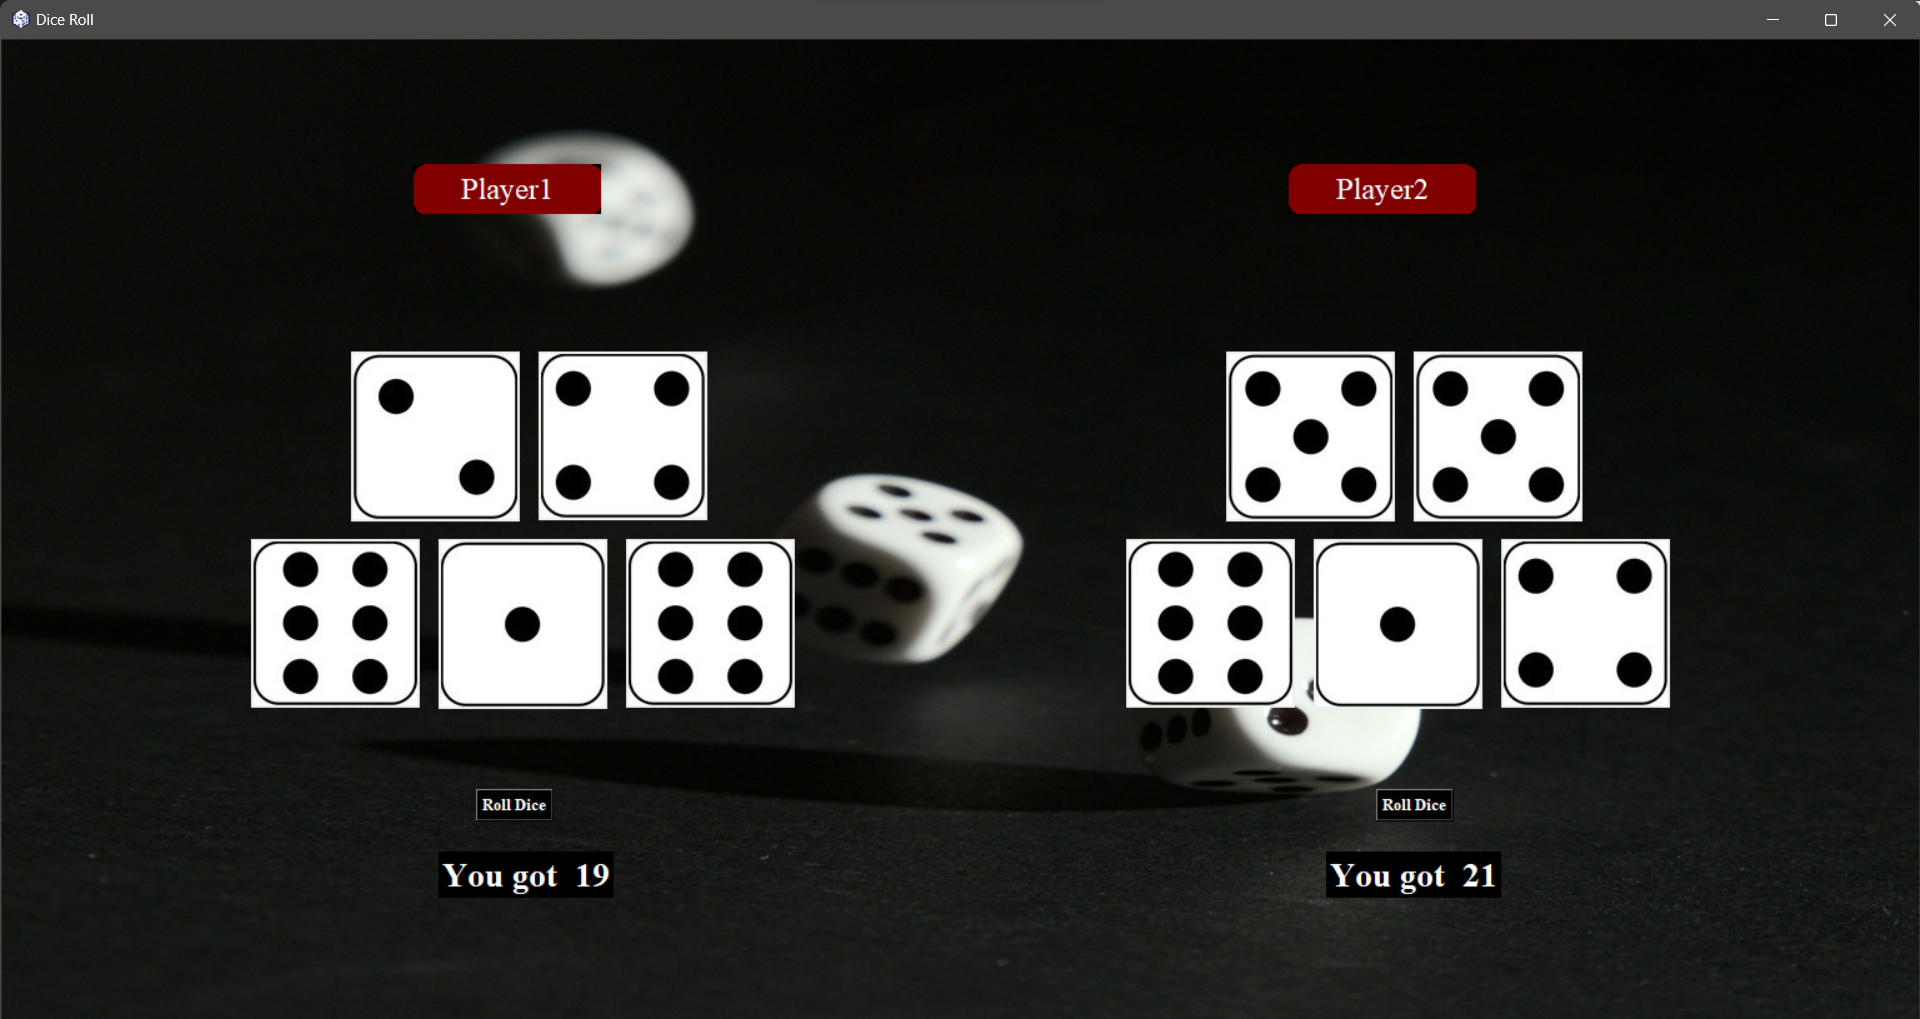 Dice Roll
Player1
Player2
Roll Dice
Roll Dice
You got 19
You got 21